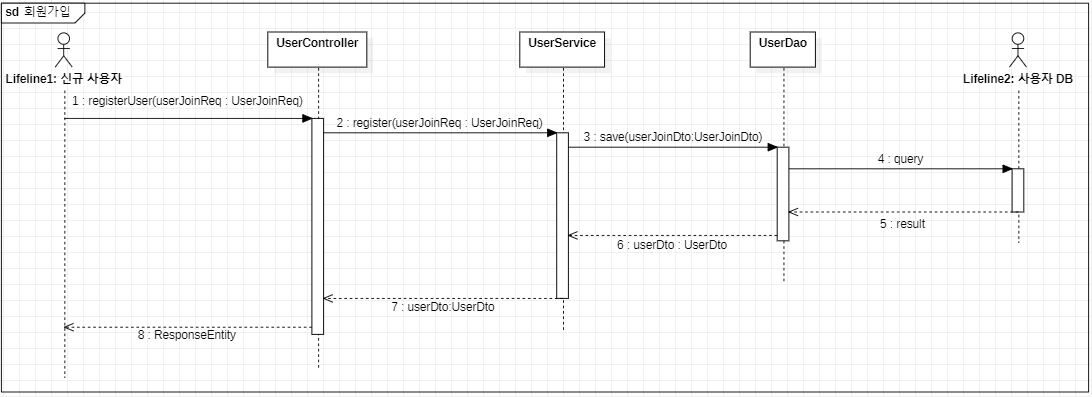 sd 회원가입
UserController
UserService
UserDao
Lifeline1: 신규 사용자
Lifeline2: 사용자 DB
1 : registerUser(userJoinReq : UserJoinReq)
2 : register(userJoinReq : UserJoinReq)
3 : save(userJoinDto:UserJoinDto)
4 : query
5 : result
6 : userDto : UserDto
7 : userDto:UserDto
8 : ResponseEntity